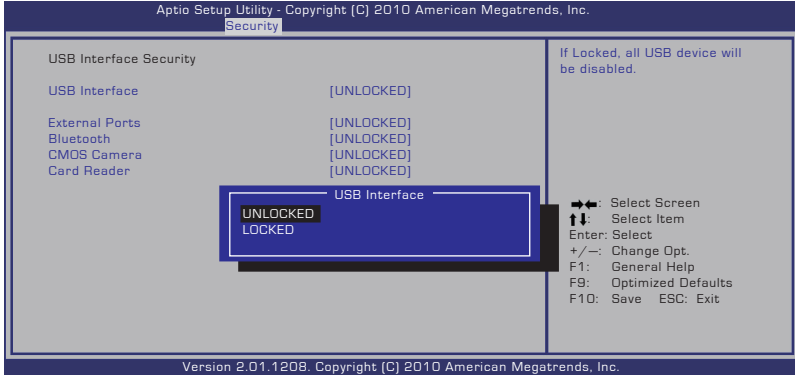 Aptio Setup Utility - Copyright (C) 2010 American Megatrends, Inc.
Security
USB Interface Security
USB Interface [UNLOCKED]
External Ports [UNLOCKED]
Bluetooth [UNLOCKED]
CMOS Camera [UNLOCKED]
Card Reader [UNLOCKED]
USB Interface
UNLOCKED
LOCKED
If Locked, all USB device will
be disabled.
→←: Select Screen
↑↓: Select Item
Enter: Select
+/—: Change Opt.
F1: General Help
F9: Optimized Defaults
F10: Save ESC: Exit
Version 2.01.1208. Copyright (C) 2010 American Megatrends, Inc.